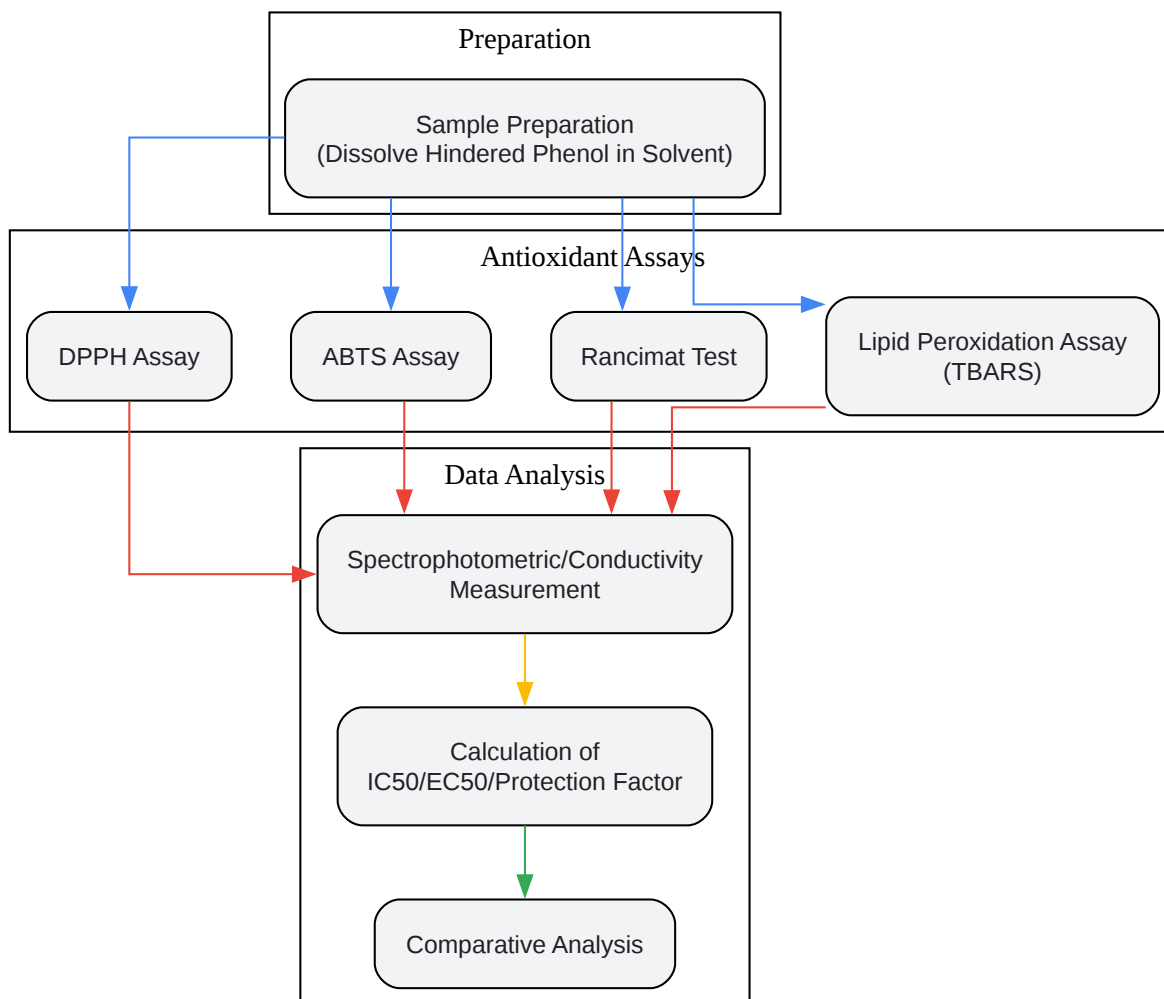 Preparation
Sample Preparation
(Dissolve Hindered Phenol in Solvent)
Antioxidant Assays
DPPH Assay
ABTS Assay
Rancimat Test
Lipid Peroxidation Assay
(TBARS)
Data Analysis
Spectrophotometric/Conductivity
Measurement
Calculation of
IC50/EC50/Protection Factor
Comparative Analysis